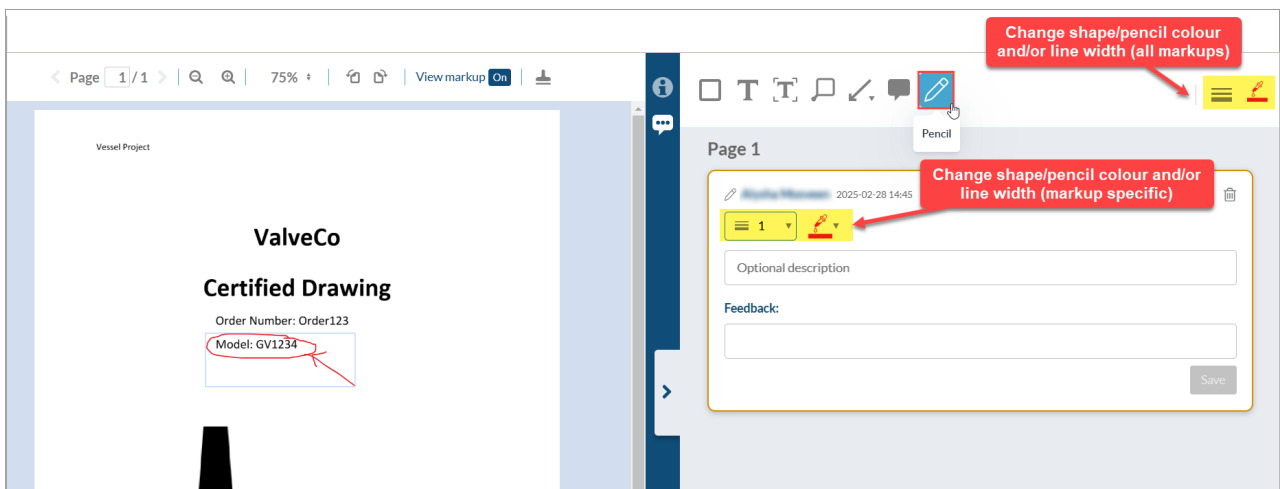 Change shape/pencil colour
and/or line width (all markups)
Page 1 / 1 75% View markup On
Pencil
Vessel Project
Page 1
Change shape/pencil colour and/or
line width (markup specific)
2025-02-28 14:45
1
ValveCo
Optional description
Certified Drawing
Feedback:
Order Number: Order123
Model: GV1234
Save